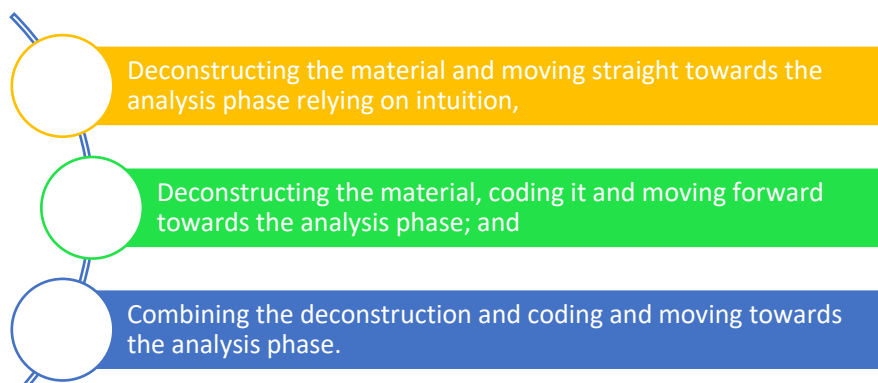 Deconstructing the material and moving straight towards the
analysis phase relying on intuition,
Deconstructing the material, coding it and moving forward
towards the analysis phase; and
Combining the deconstruction and coding and moving towards
the analysis phase.